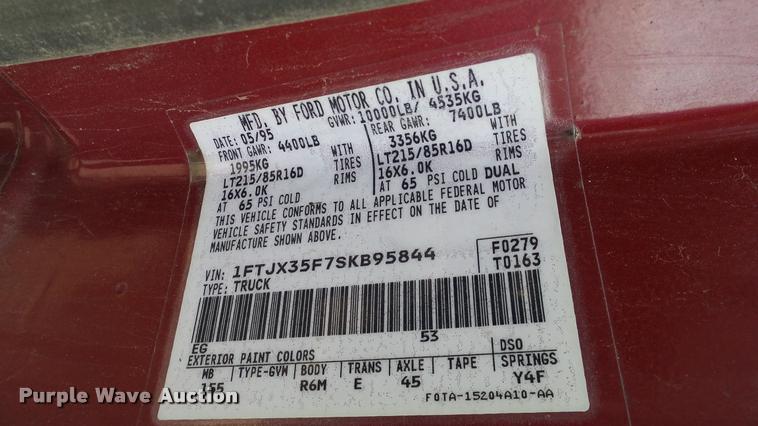 MFD. BY FORD MOTOR CO. IN U.S.A.
DATE: 05/95 GVWR: 10000LB/ 4535KG
FRONT GAWR: 4400LB REAR GAWR: 7400LB
1995KG WITH 3356KG WITH
LT215/85R16D TIRES LT215/85R16D TIRES
16X6.0K RIMS 16X6.0K RIMS
AT 65 PSI COLD AT 65 PSI COLD DUAL
THIS VEHICLE CONFORMS TO ALL APPLICABLE FEDERAL MOTOR
VEHICLE SAFETY STANDARDS IN EFFECT ON THE DATE OF
MANUFACTURE SHOWN ABOVE.
VIN: 1FTJX35F7SKB95844 F0279
TYPE: TRUCK T0163
EG 53
EXTERIOR PAINT COLORS DSO
WB TYPE-GVM BODY TRANS AXLE TAPE SPRINGS
155 R6M E 45 Y4F
F0TA-15204A10-AA
Purple Wave Auction